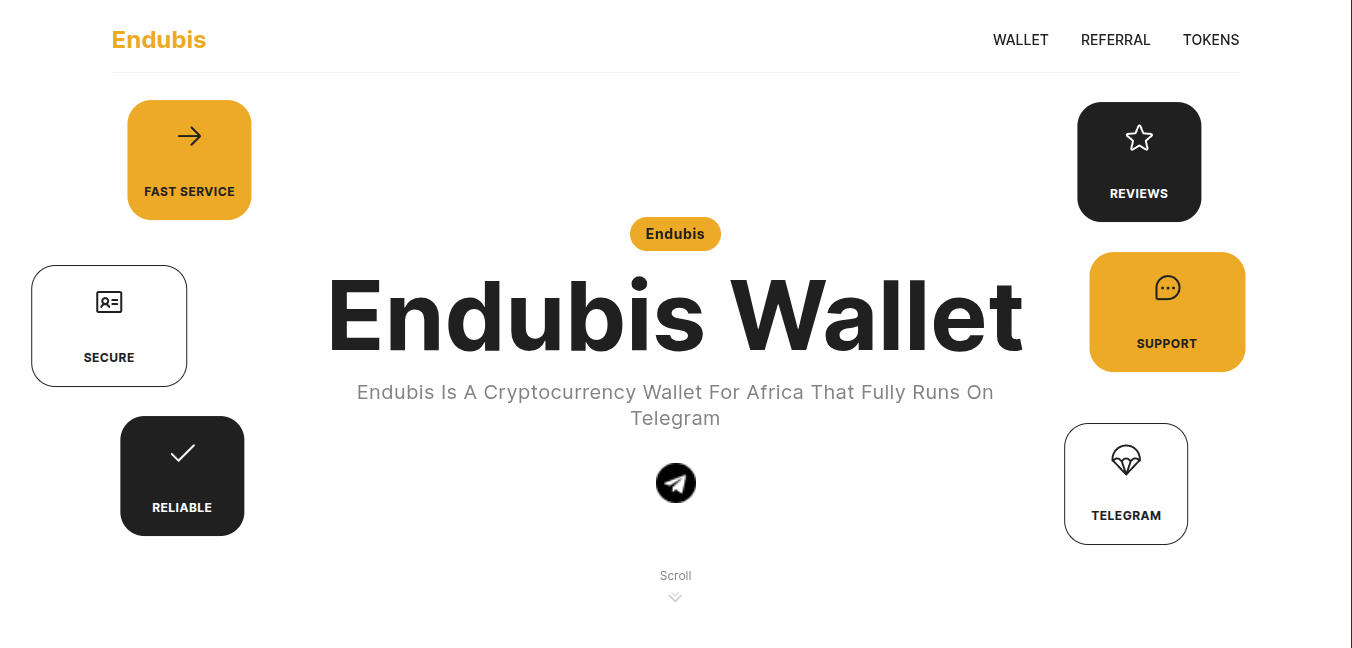 Endubis
WALLET
REFERRAL
TOKENS
FAST SERVICE
REVIEWS
Endubis
Endubis Wallet
SECURE
SUPPORT
Endubis Is A Cryptocurrency Wallet For Africa That Fully Runs On
Telegram
RELIABLE
TELEGRAM
Scroll